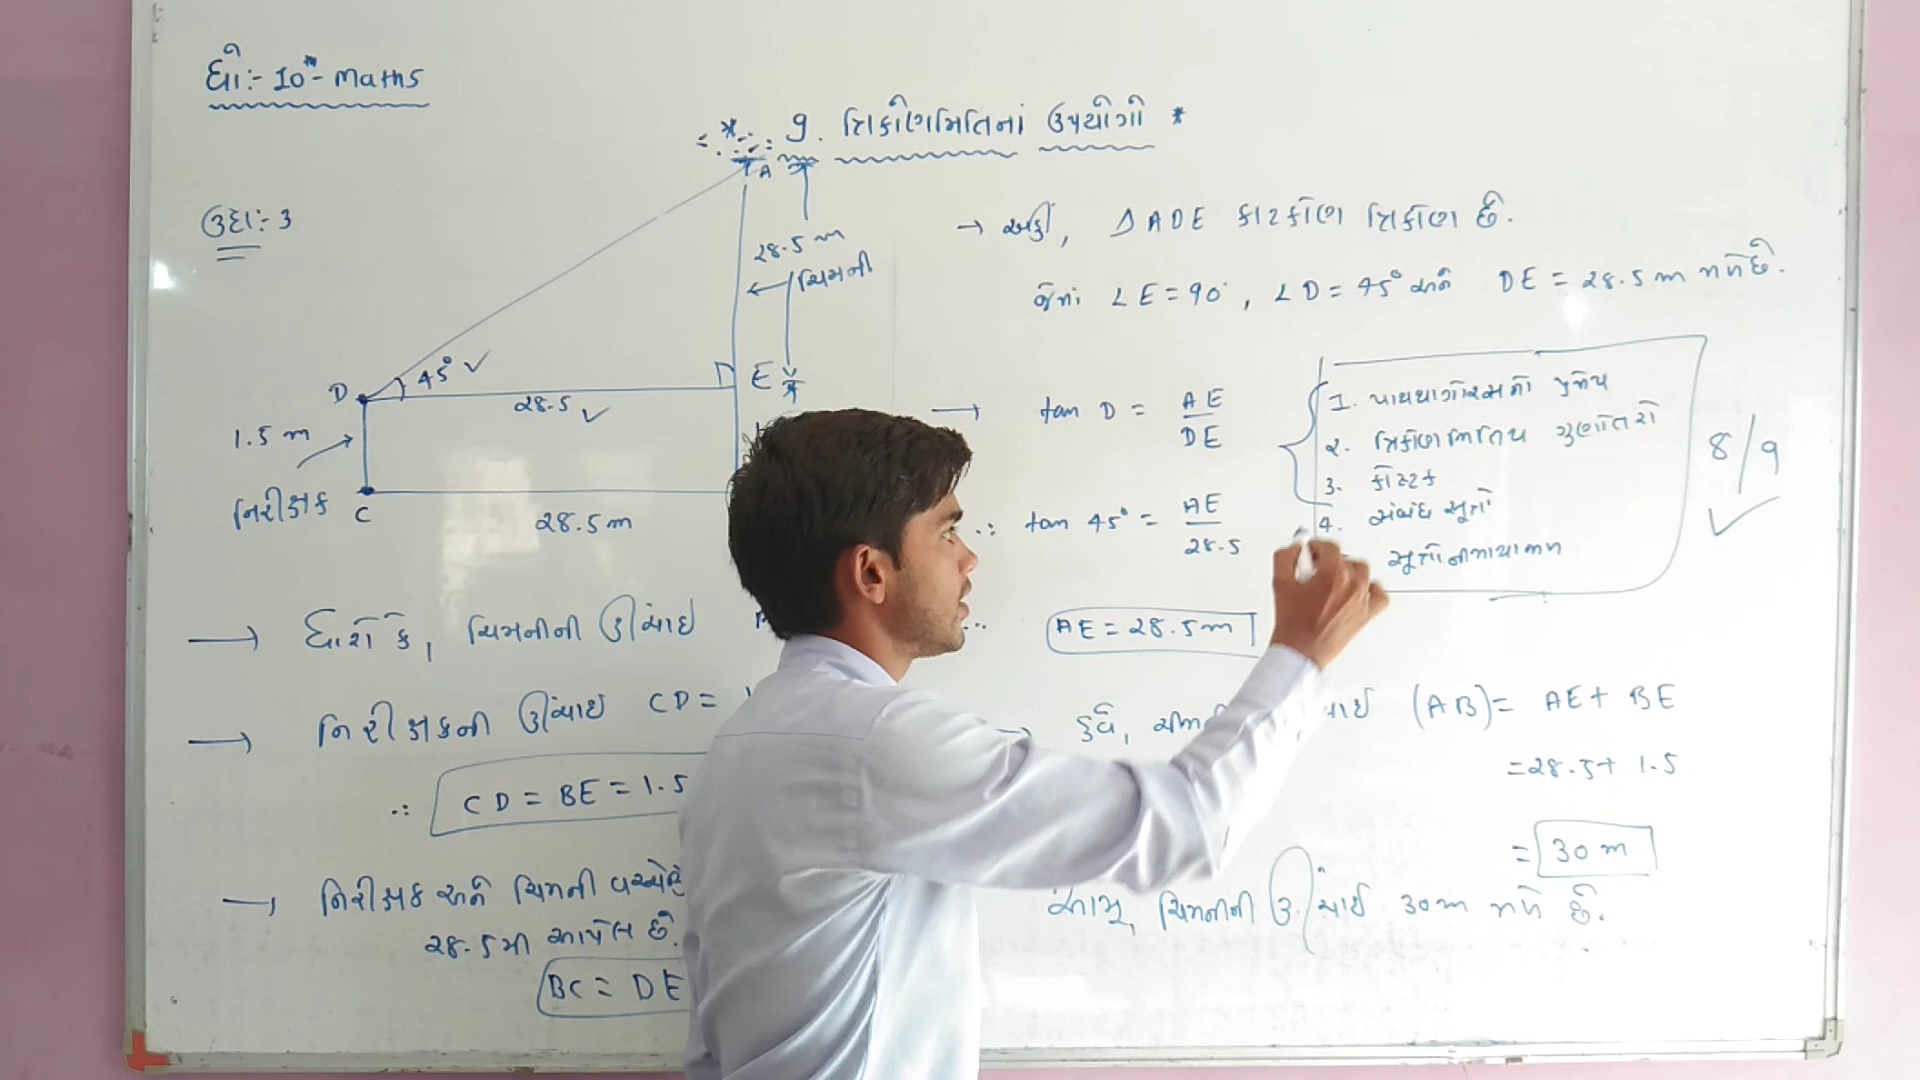 ધો:- 10th - Maths
* 9. ત્રિકોણમિતિનાં ઉપયોગો *
ઉદા:- 3
A
28.5 m
ચિમની
D
45° ✓
E
28.5 ✓
1.5 m
નિરીક્ષક
C
28.5 m
→ ધારો કે, ચિમનીની ઊંચાઈ
→ નિરીક્ષકની ઊંચાઈ CD =
∴ CD = BE = 1.5
→ નિરીક્ષક અને ચિમની વચ્ચેનું
28.5 મી આપેલ છે.
BC = DE
→ અહીં, Δ ADE કાટકોણ ત્રિકોણ છે.
જેનાં ∠E = 90°, ∠D = 45° અને DE = 28.5 m મળે છે.
→ tan D = AE / DE
∴ tan 45° = AE / 28.5
AE = 28.5 m
1. પાયથાગોરસનો પ્રમેય
2. ત્રિકોણમિતિય ગુણોત્તરો
3. કોષ્ટક
4. સંબંધ સૂત્રો
8/9 ✓
→ હવે, (AB) = AE + BE
= 28.5 + 1.5
= 30 m
આમ, ચિમનીની ઊંચાઈ 30 m મળે છે.